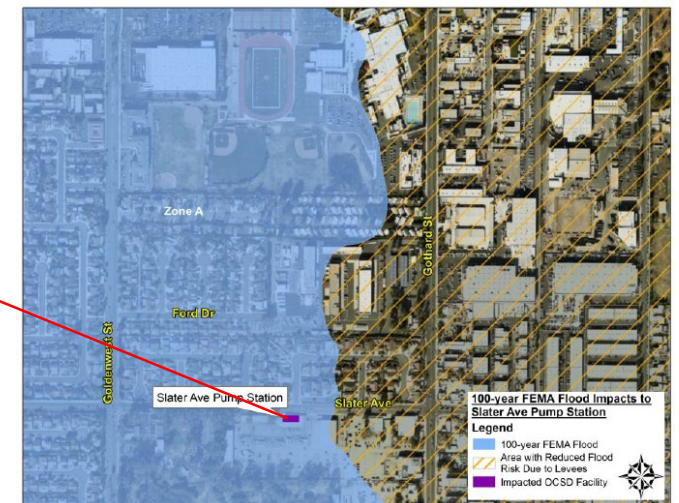 Zone A
Gothard St
Ford Dr
Goldenwest St
Slater Ave Pump Station
Slater Ave
100-year FEMA Flood Impacts to
Slater Ave Pump Station
Legend
100-year FEMA Flood
Area with Reduced Flood
Risk Due to Levees
Impacted OCSD Facility